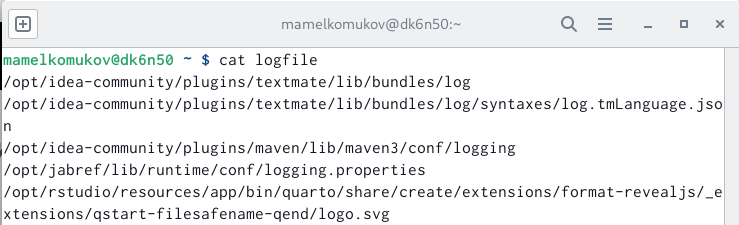 mamelkomukov@dk6n50:~
mamelkomukov@dk6n50 ~ $ cat logfile
/opt/idea-community/plugins/textmate/lib/bundles/log
/opt/idea-community/plugins/textmate/lib/bundles/log/syntaxes/log.tmLanguage.jso
n
/opt/idea-community/plugins/maven/lib/maven3/conf/logging
/opt/jabref/lib/runtime/conf/logging.properties
/opt/rstudio/resources/app/bin/quarto/share/create/extensions/format-revealjs/_e
xtensions/qstart-filesafename-qend/logo.svg